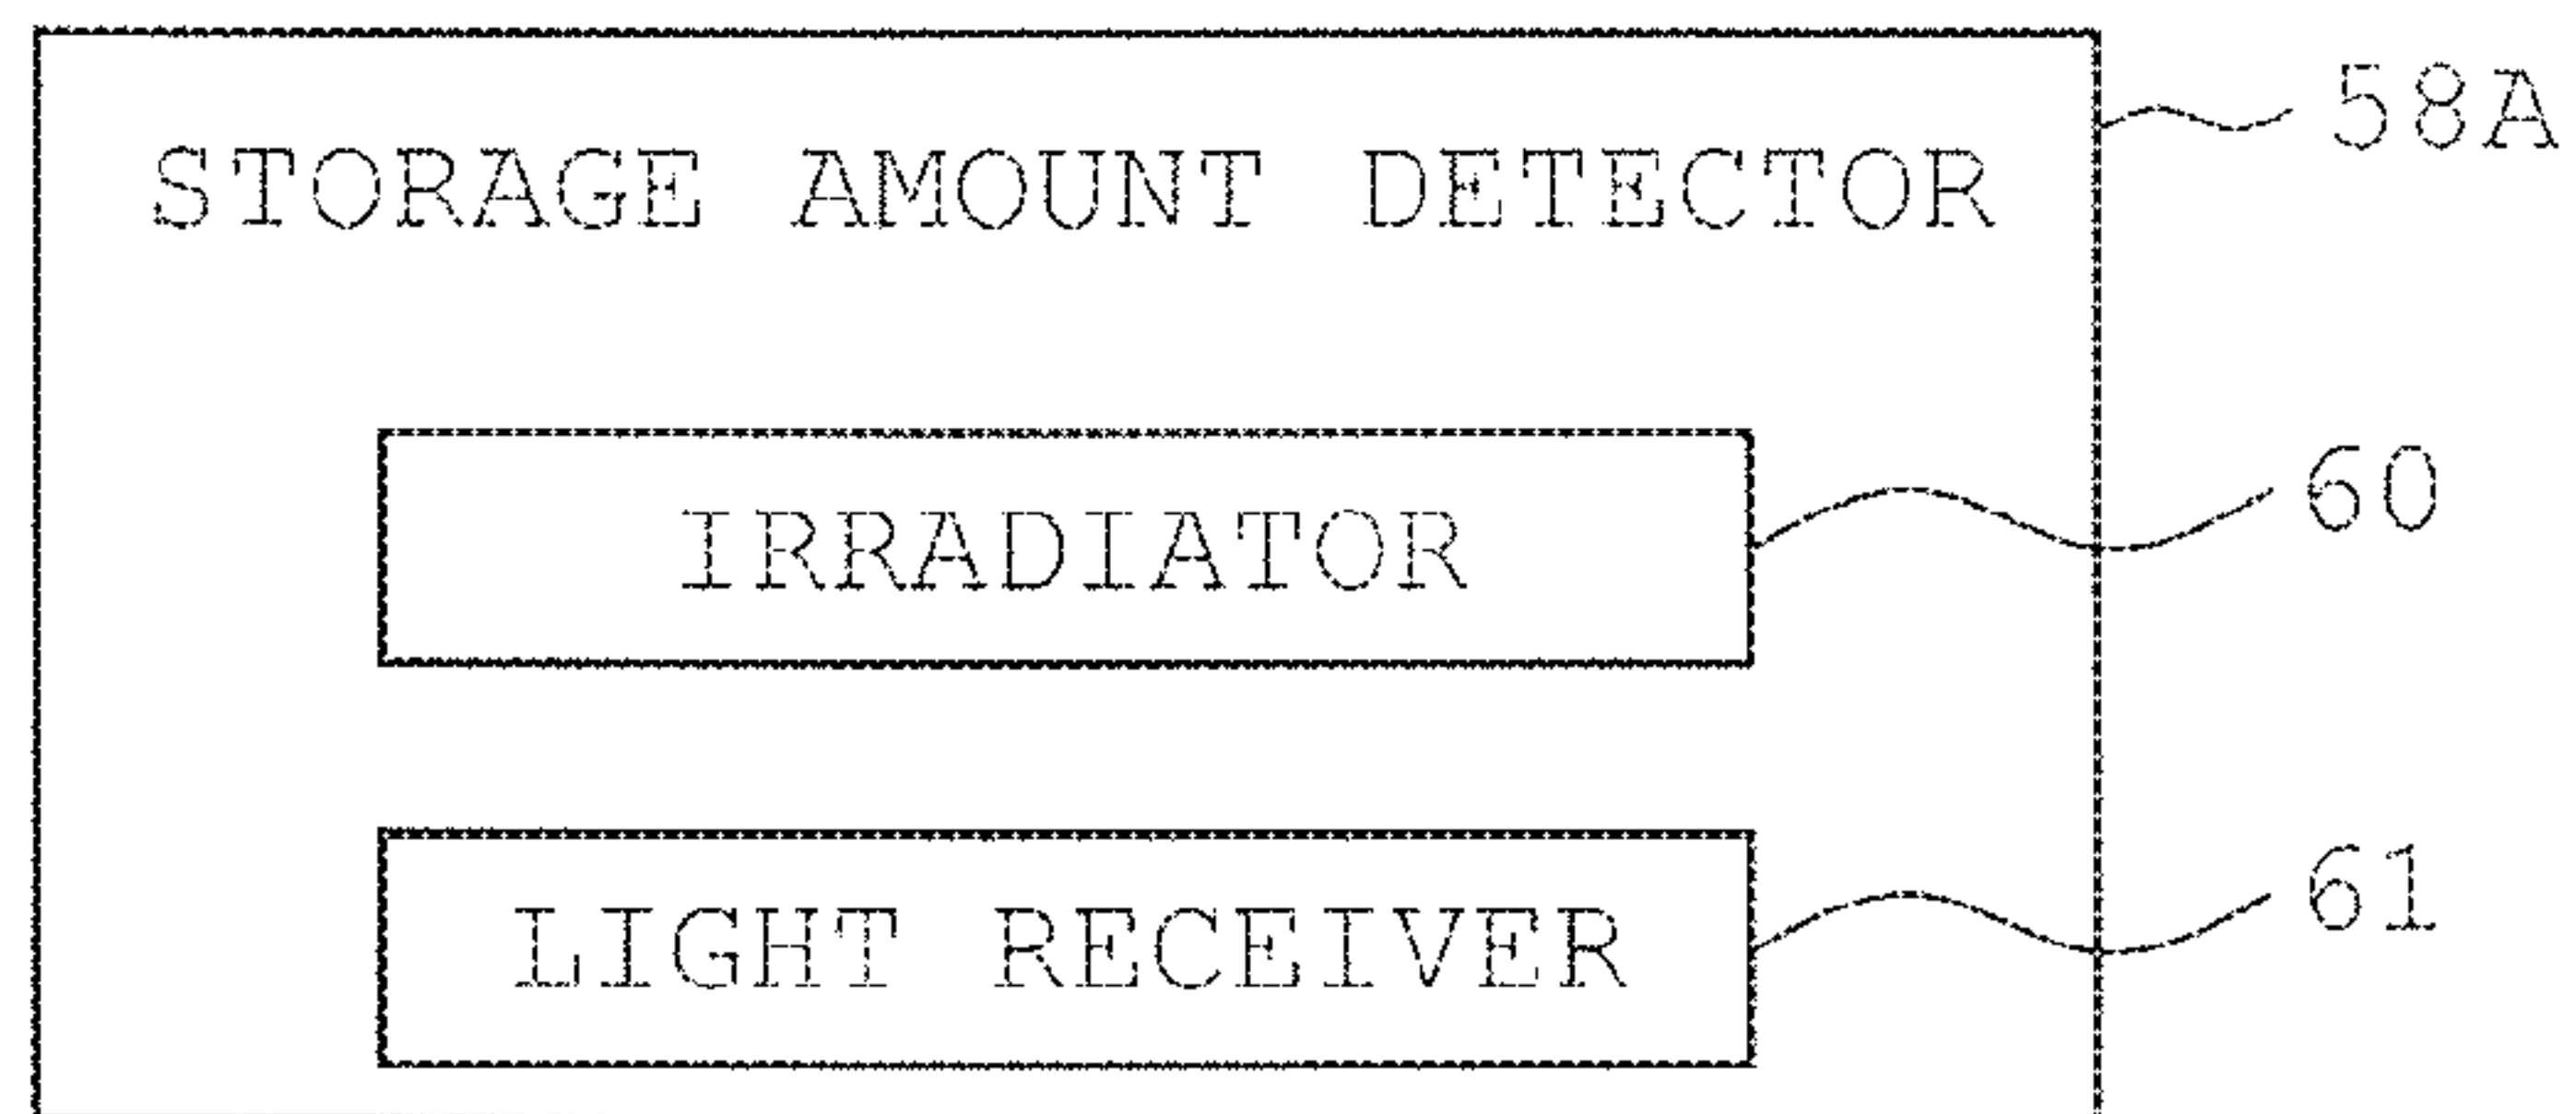 58A
STORAGE AMOUNT DETECTOR
IRRADIATOR
60
LIGHT RECEIVER
61